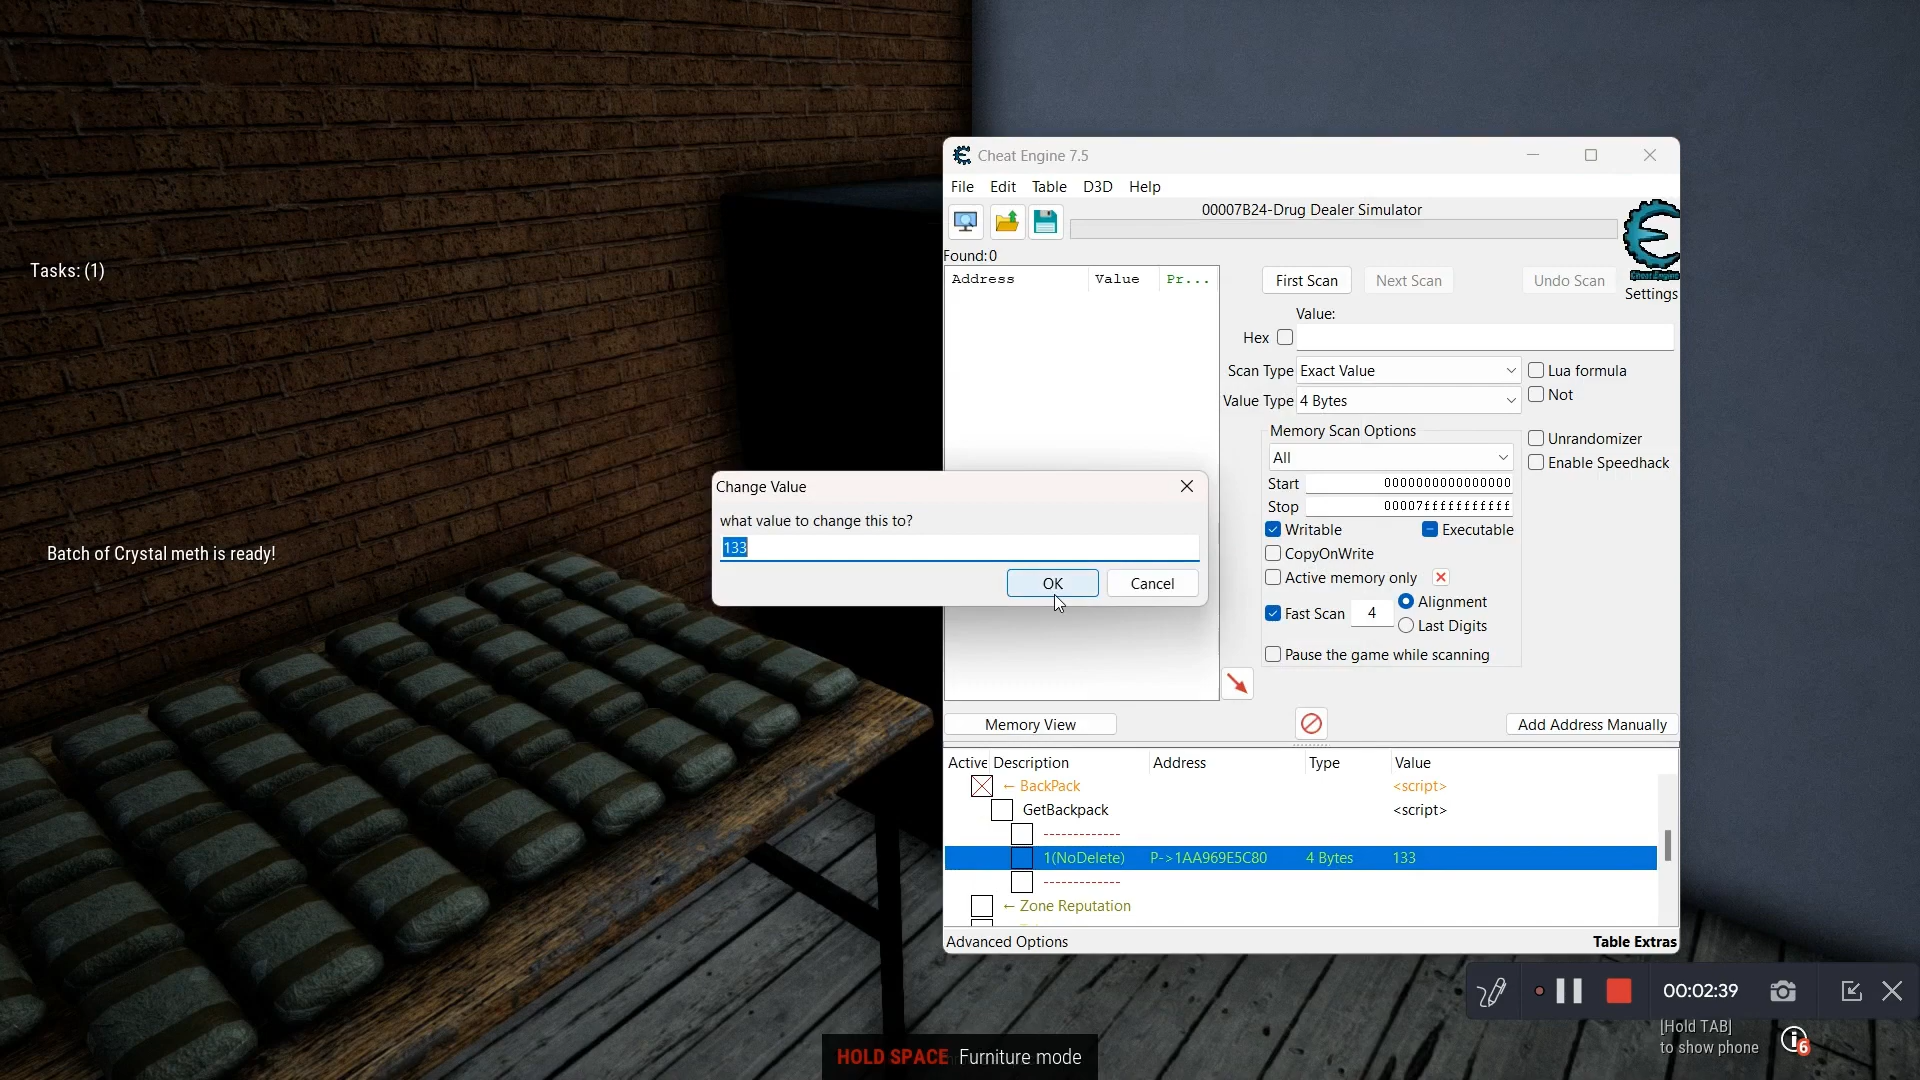 Cheat Engine 7.5
File Edit Table D3D Help
00007B24-Drug Dealer Simulator
Found:0
Address Value Pr...
First Scan Next Scan Undo Scan
Cheat Engine
Settings
Value:
Hex
Scan Type Exact Value
Lua formula
Value Type 4 Bytes
Not
Memory Scan Options
All
Unrandomizer
Enable Speedhack
Start 0000000000000000
Stop 00007fffffffffff
Writable Executable
CopyOnWrite
Active memory only
Fast Scan 4 Alignment
Last Digits
Pause the game while scanning
Memory View
Add Address Manually
Active Description Address Type Value
← BackPack <script>
GetBackpack <script>
-------------
1(NoDelete) P->1AA969E5C80 4 Bytes 133
-------------
← Zone Reputation
Advanced Options Table Extras
Change Value
what value to change this to?
133
OK Cancel
Tasks: (1)
Batch of Crystal meth is ready!
00:02:39
[Hold TAB]
to show phone
6
HOLD SPACE Furniture mode